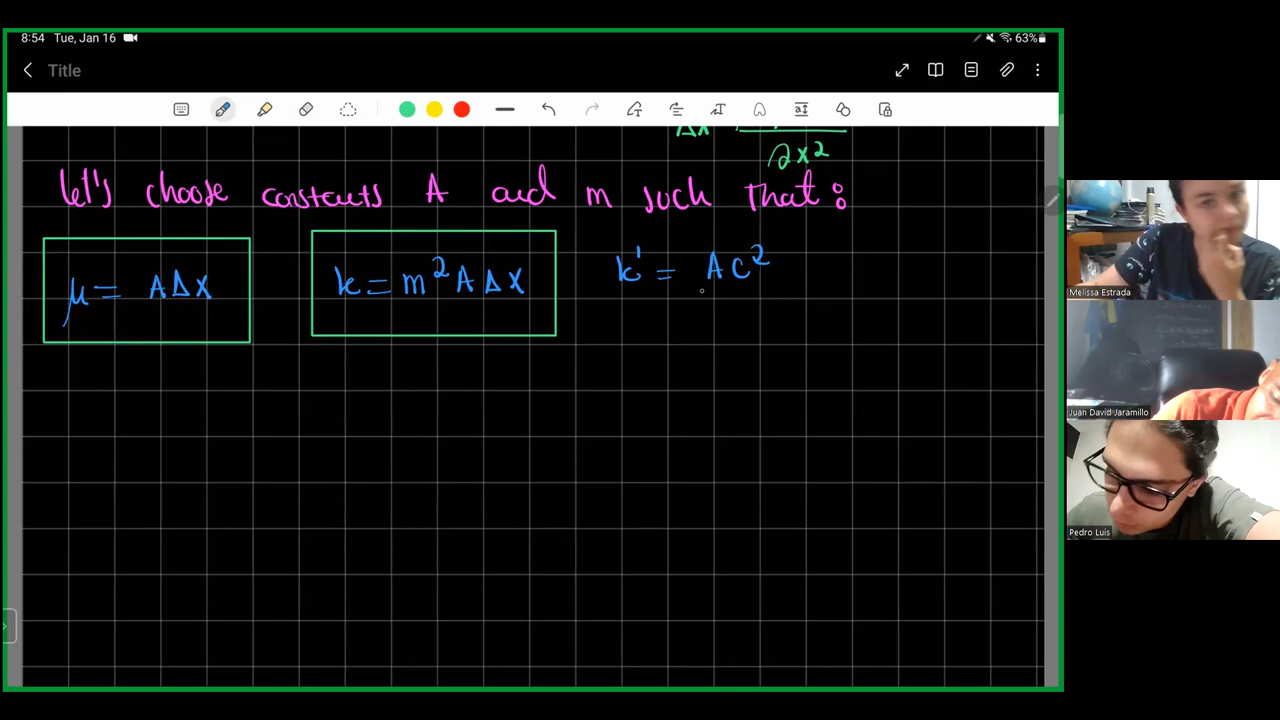 8:54 Tue, Jan 16 63%
Title
Δx
∂x²
let's choose constants A and m such that:
μ = AΔx
k = m²AΔx
k' = Ac²
Melissa Estrada
Juan David Jaramillo
Pedro Luis